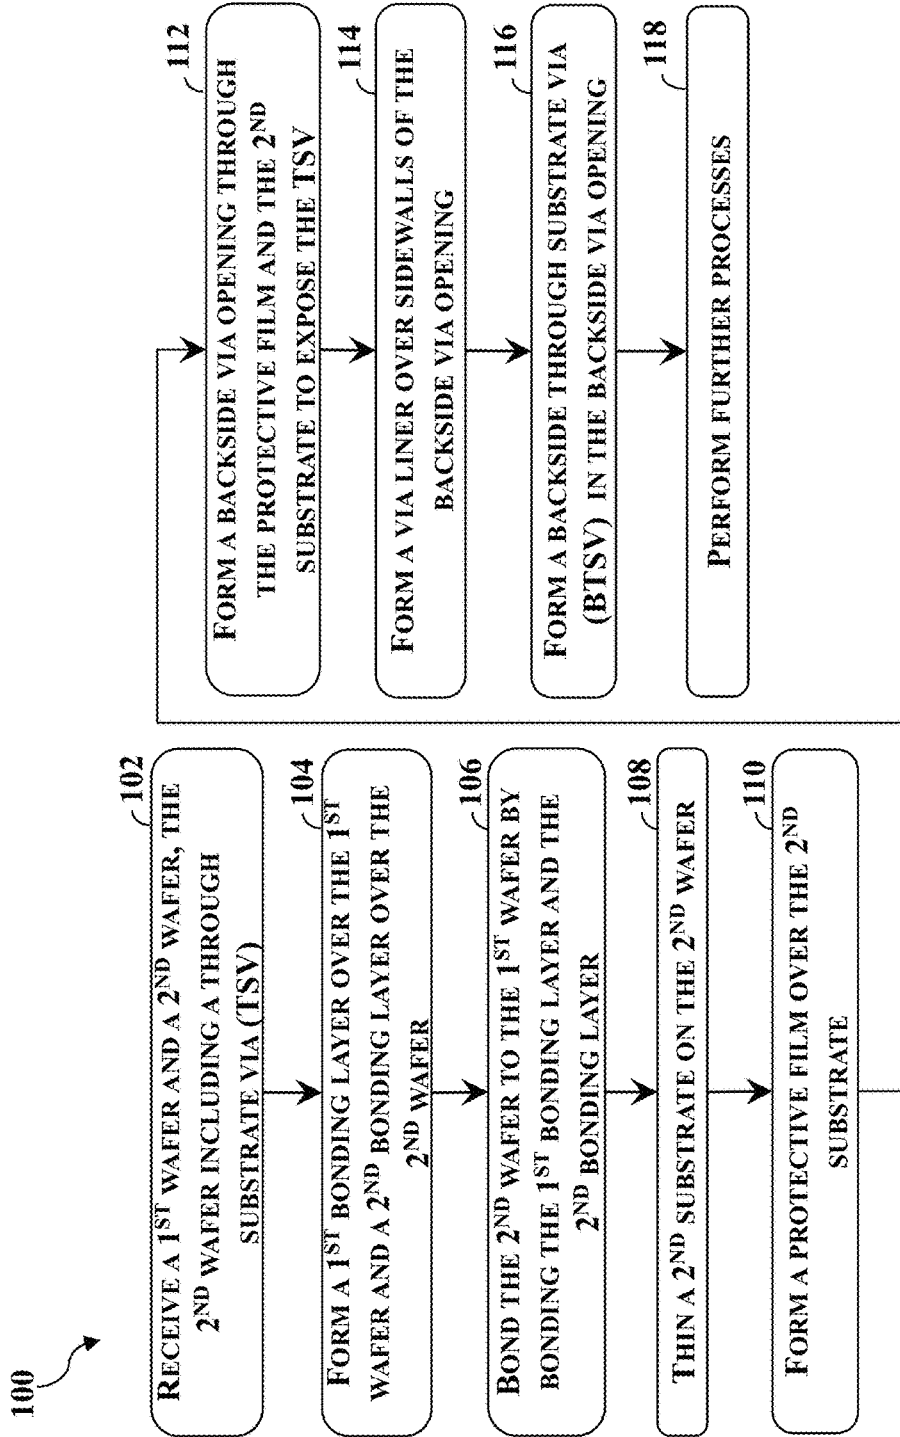 100
102
RECEIVE A 1ST WAFER AND A 2ND WAFER, THE
2ND WAFER INCLUDING A THROUGH
SUBSTRATE VIA (TSV)
104
FORM A 1ST BONDING LAYER OVER THE 1ST
WAFER AND A 2ND BONDING LAYER OVER THE
2ND WAFER
106
BOND THE 2ND WAFER TO THE 1ST WAFER BY
BONDING THE 1ST BONDING LAYER AND THE
2ND BONDING LAYER
108
THIN A 2ND SUBSTRATE ON THE 2ND WAFER
110
FORM A PROTECTIVE FILM OVER THE 2ND
SUBSTRATE
112
FORM A BACKSIDE VIA OPENING THROUGH
THE PROTECTIVE FILM AND THE 2ND
SUBSTRATE TO EXPOSE THE TSV
114
FORM A VIA LINER OVER SIDEWALLS OF THE
BACKSIDE VIA OPENING
116
FORM A BACKSIDE THROUGH SUBSTRATE VIA
(BTSV) IN THE BACKSIDE VIA OPENING
118
PERFORM FURTHER PROCESSES